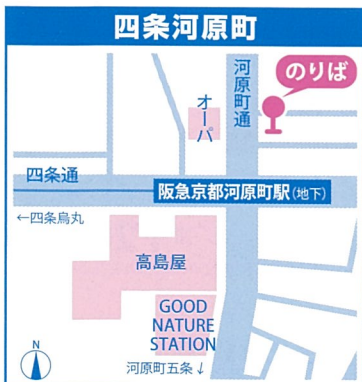 四条河原町
のりば
河原町通
オーパ
四条通
阪急京都河原町駅(地下)
←四条烏丸
高島屋
GOOD
NATURE
STATION
N
河原町五条↓